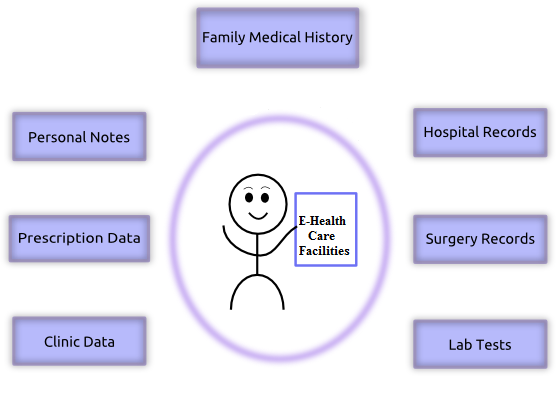 Family Medical History
Personal Notes
Hospital Records
E-Health
Care
Facilities
Prescription Data
Surgery Records
Clinic Data
Lab Tests